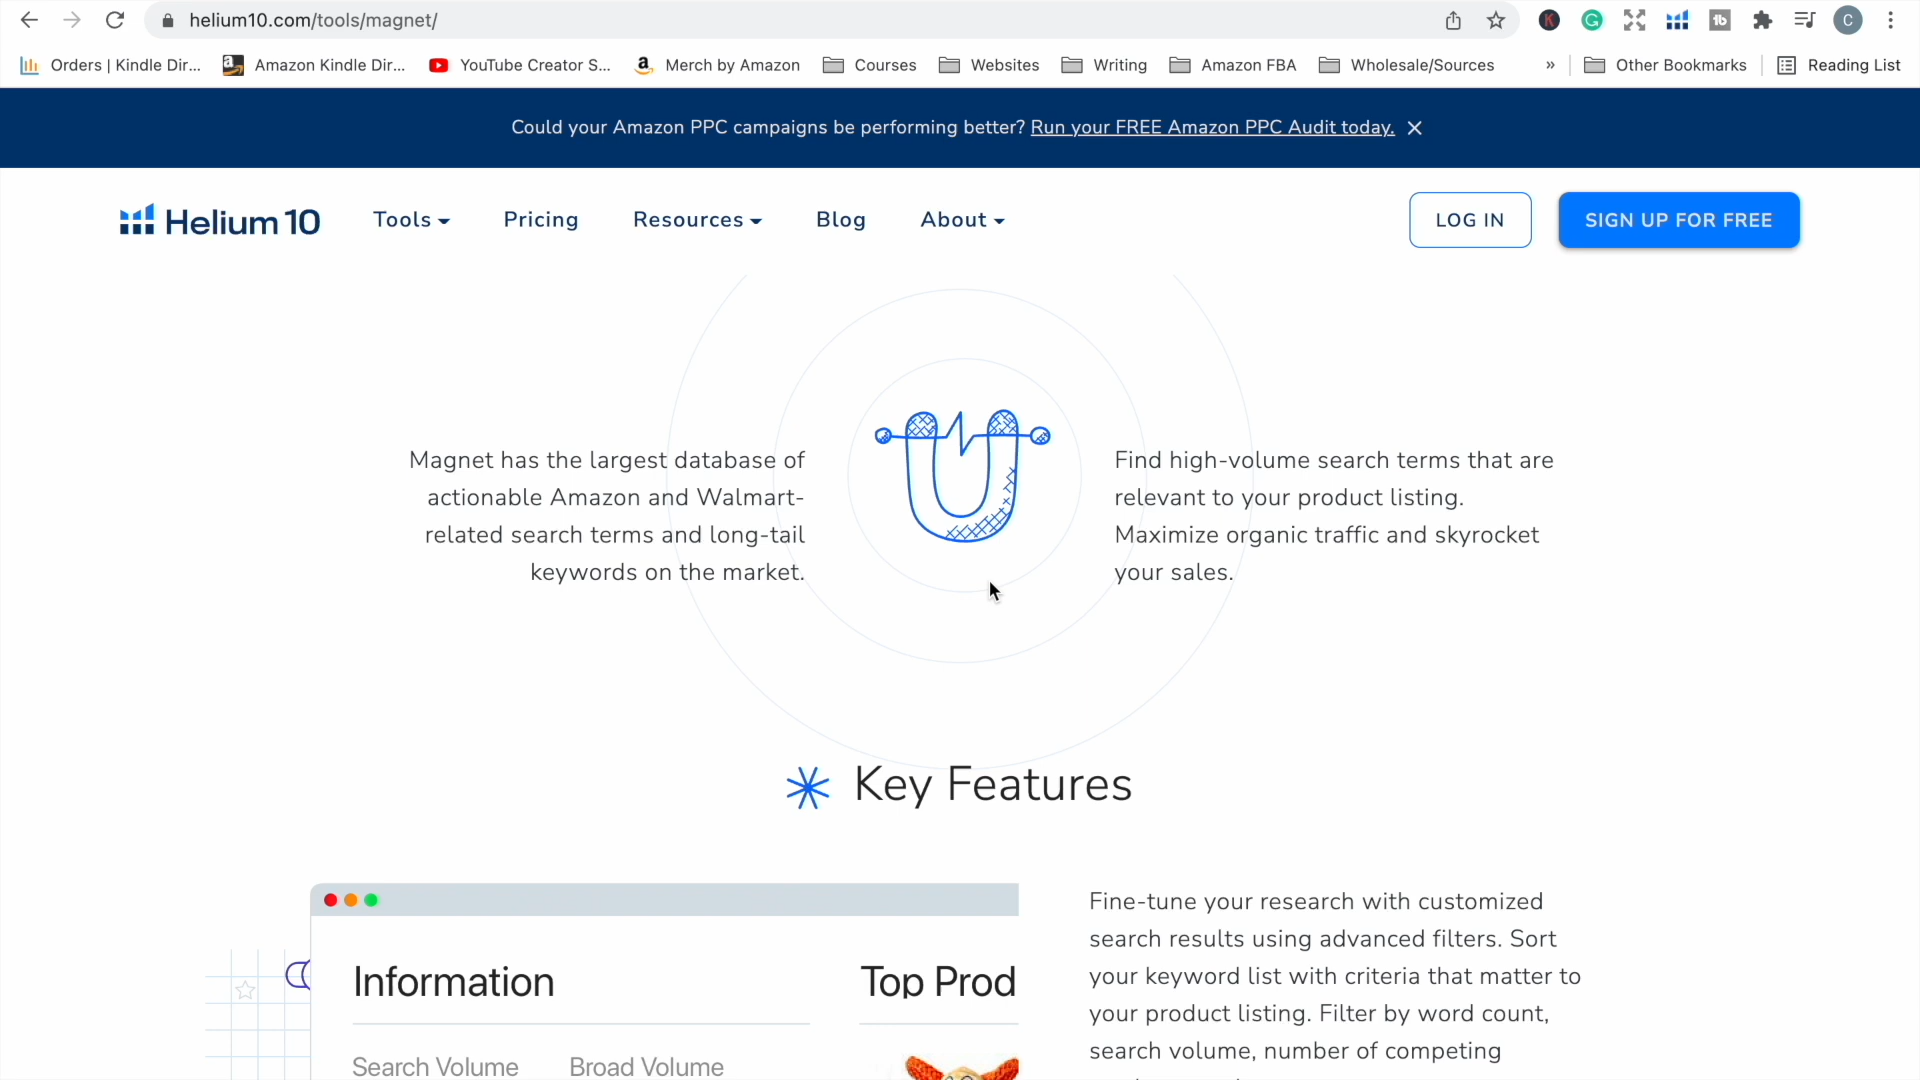 helium10.com/tools/magnet/
C
Orders | Kindle Dir...
Amazon Kindle Dir...
YouTube Creator S...
Merch by Amazon
Courses
Websites
Writing
Amazon FBA
Wholesale/Sources
»
Other Bookmarks
Reading List
Could your Amazon PPC campaigns be performing better? Run your FREE Amazon PPC Audit today.
Helium 10
Tools
Pricing
Resources
Blog
About
LOG IN
SIGN UP FOR FREE
Magnet has the largest database of
actionable Amazon and Walmart-
related search terms and long-tail
keywords on the market.
Find high-volume search terms that are
relevant to your product listing.
Maximize organic traffic and skyrocket
your sales.
Key Features
Information
Top Prod
Search Volume
Broad Volume
Fine-tune your research with customized
search results using advanced filters. Sort
your keyword list with criteria that matter to
your product listing. Filter by word count,
search volume, number of competing